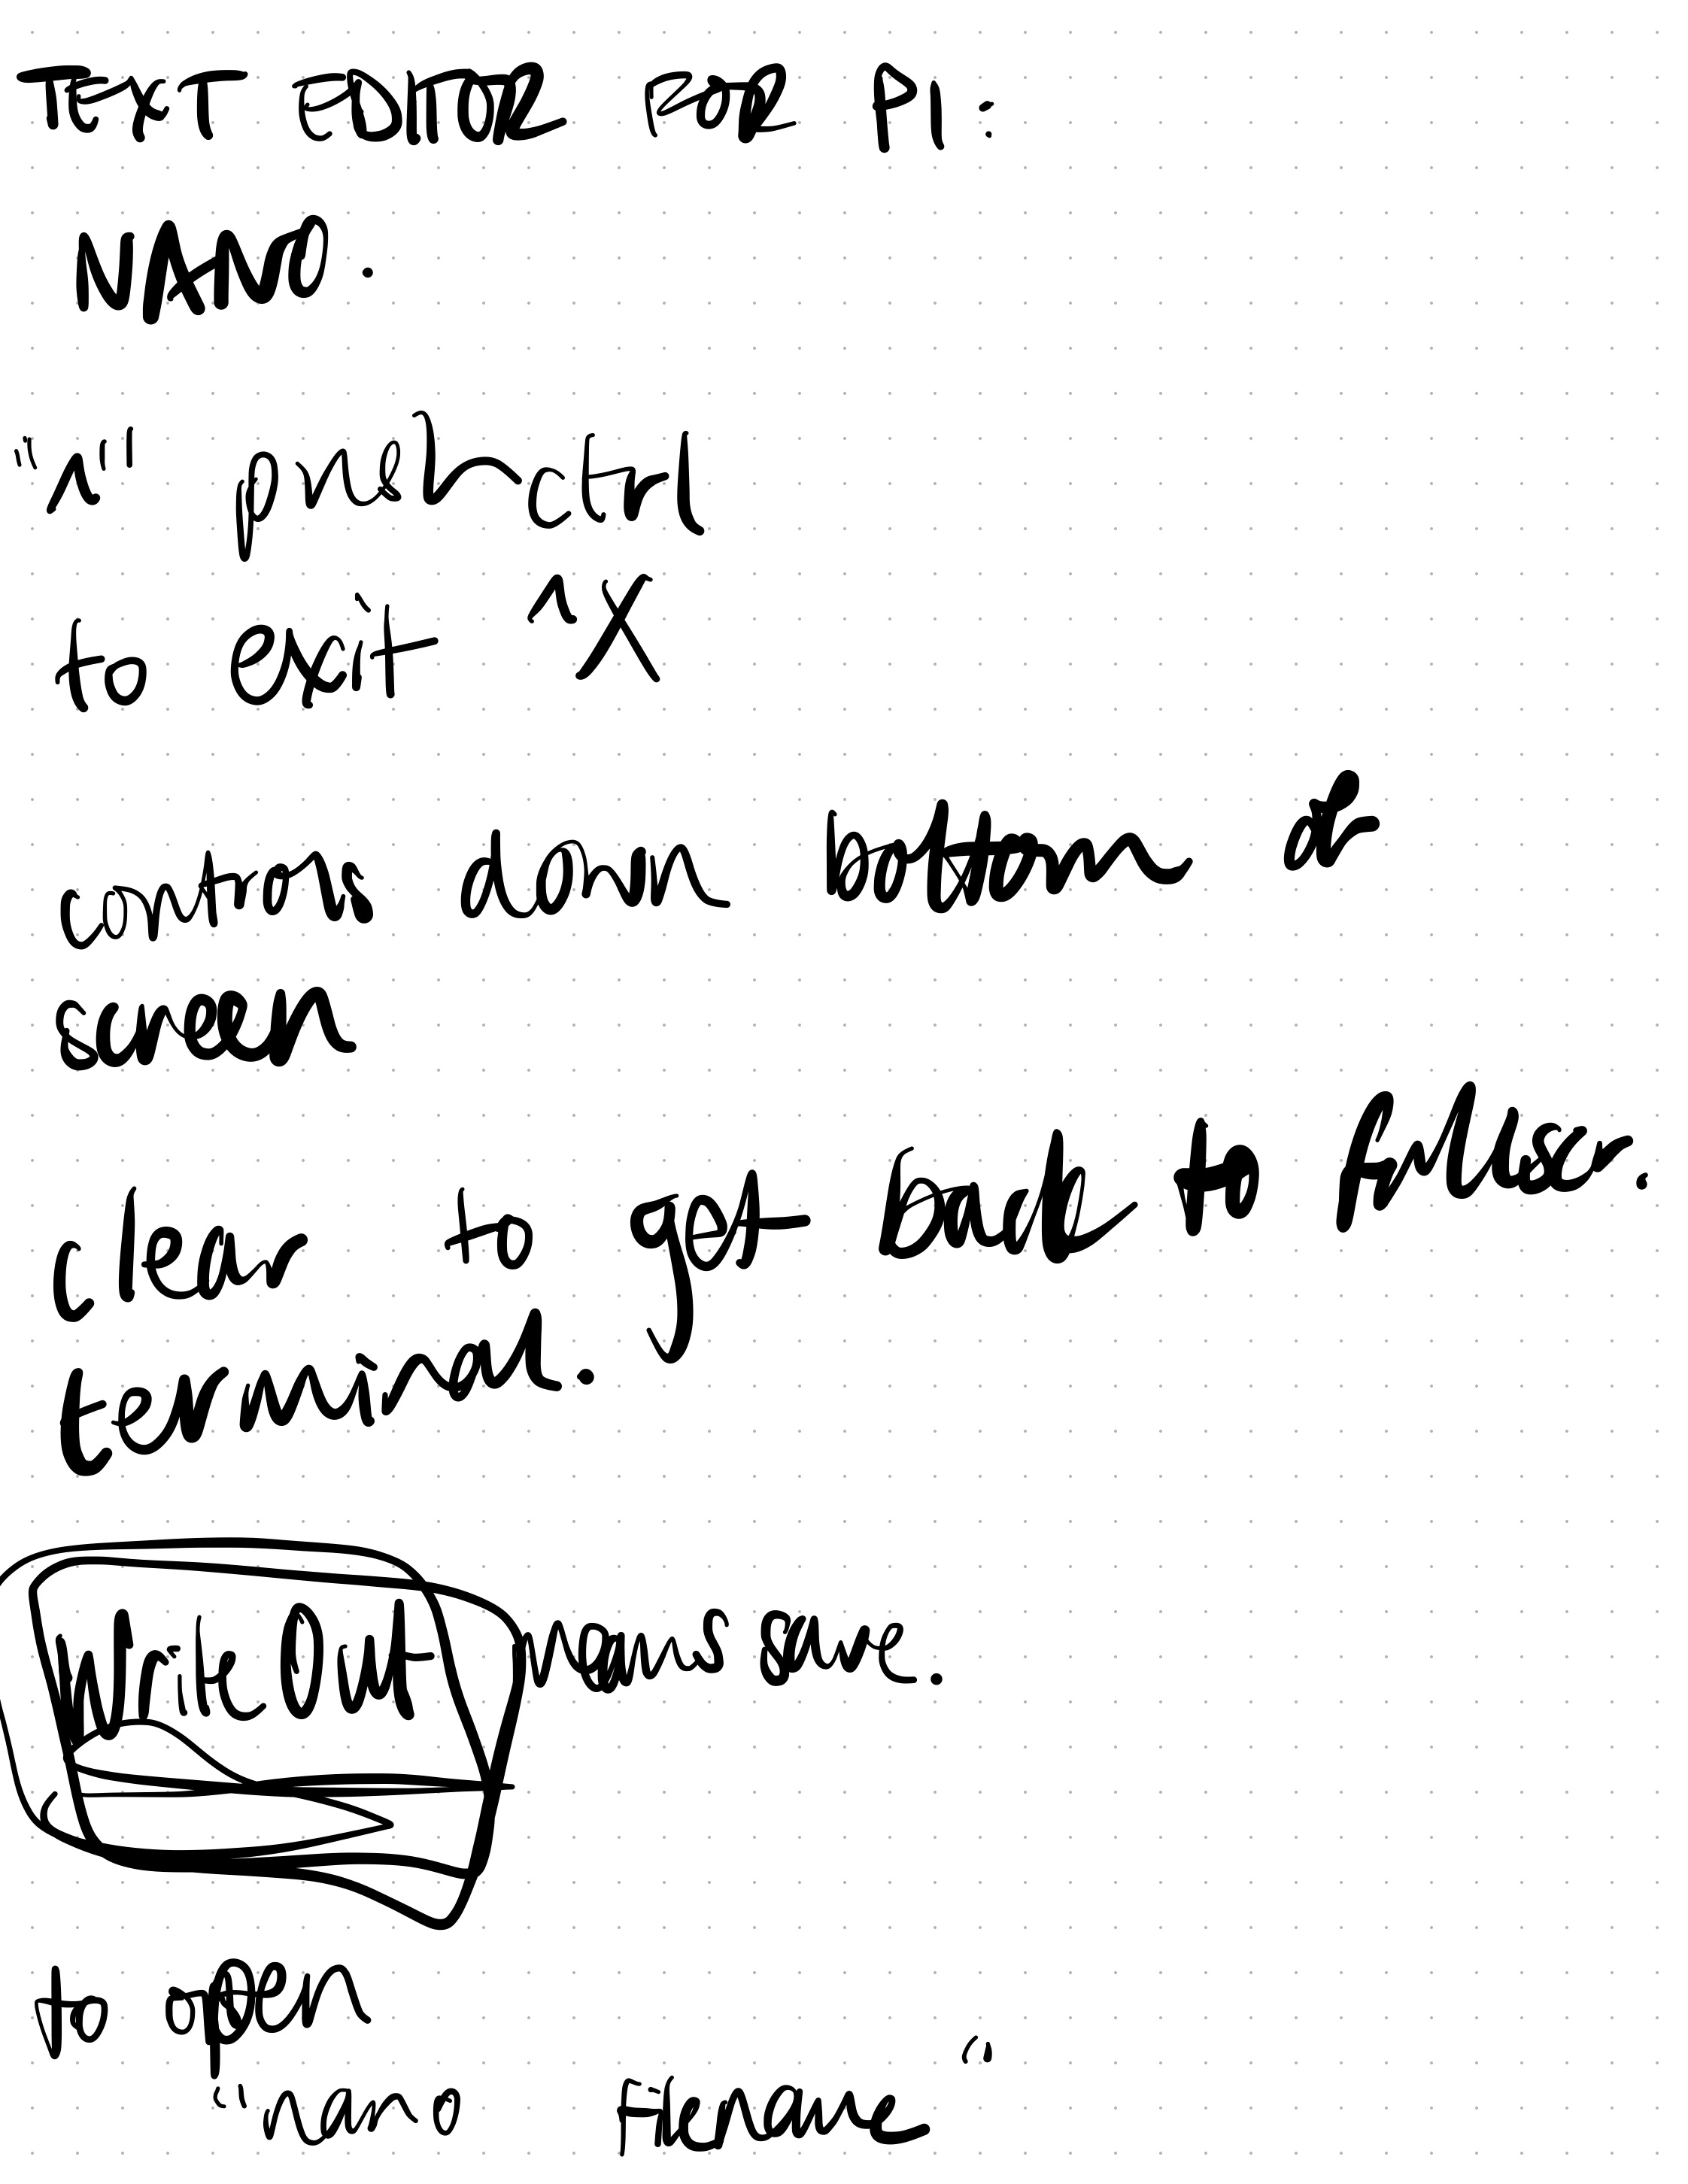 TEXT EDITOR FOR PI:
NANO.
"^" push ctrl
to exit ^X
controls down bottom of
screen
clear to get back to fullscr.
terminal.
Write Out means save.
to open
"nano Filename"